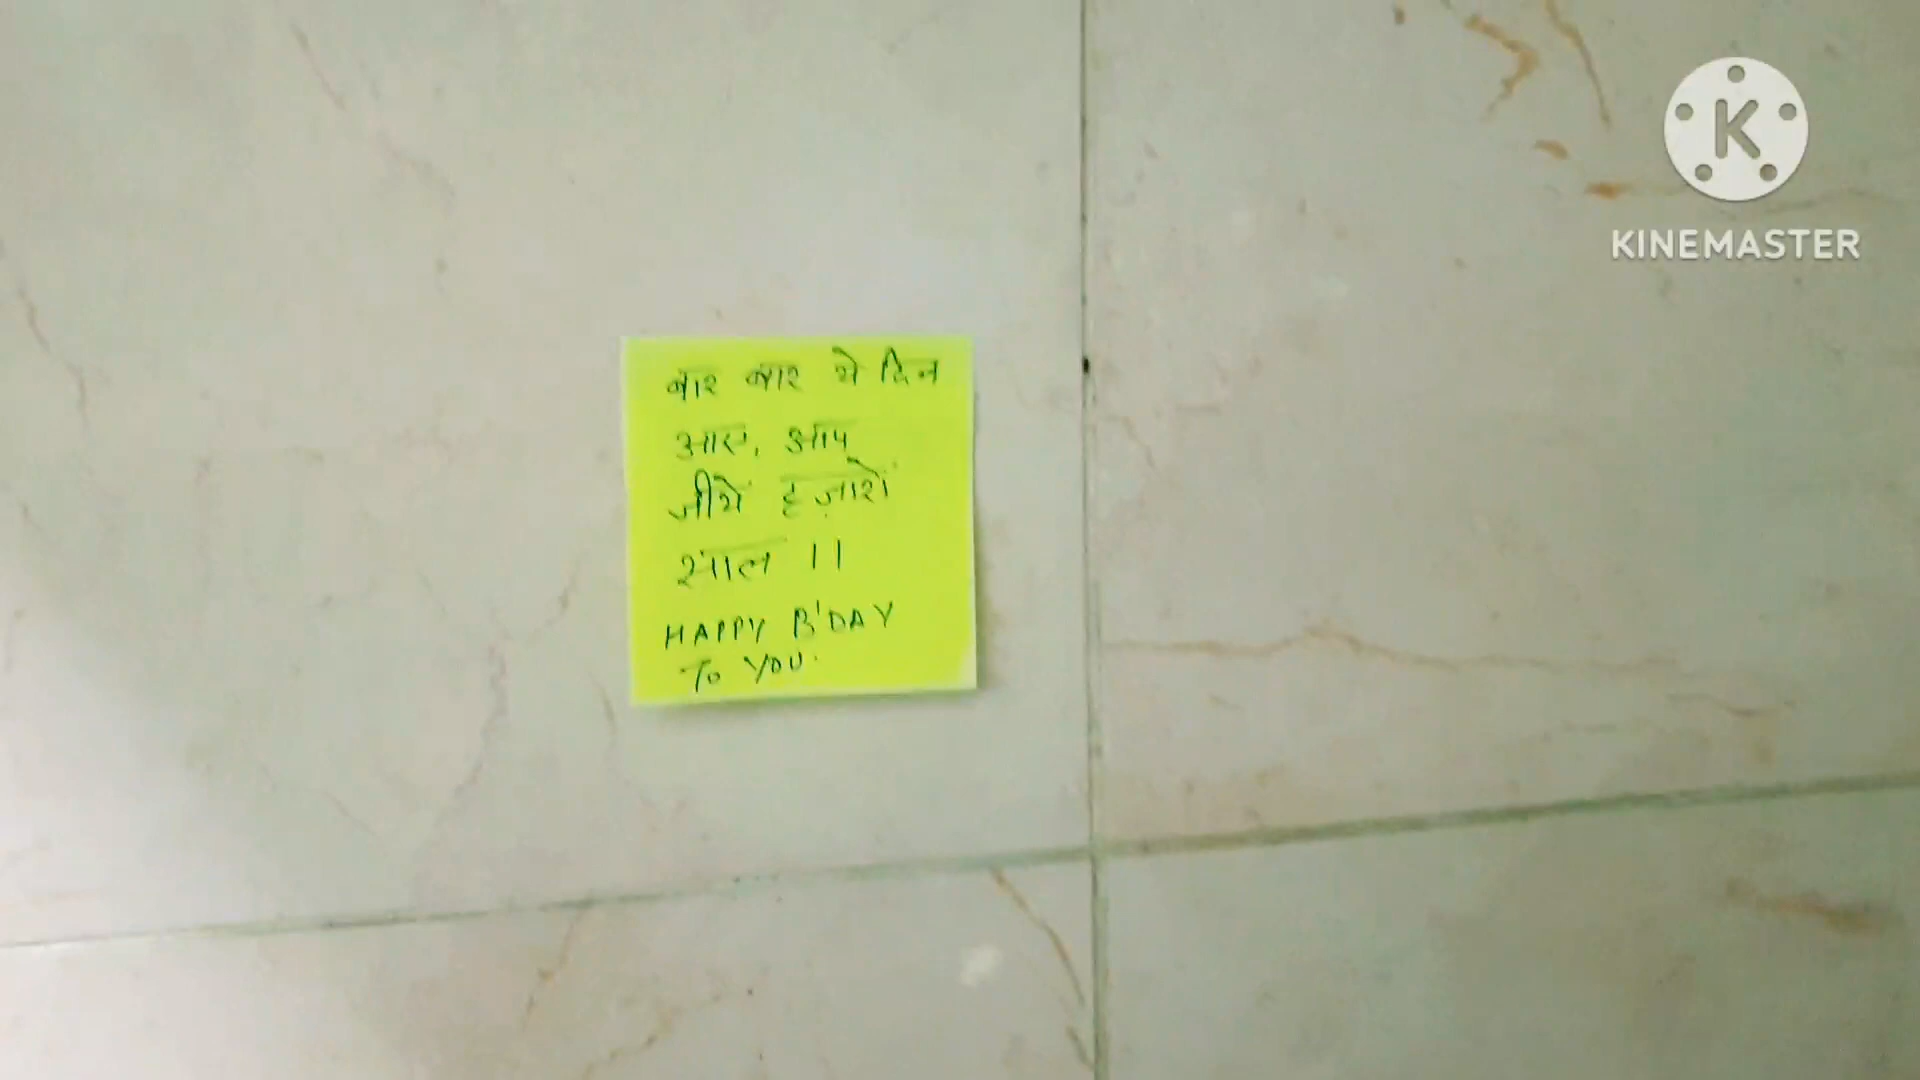 बार बार ये दिन
आए, आप
जीयें हज़ारों
साल ।।
HAPPY B'DAY
TO YOU.
KINEMASTER